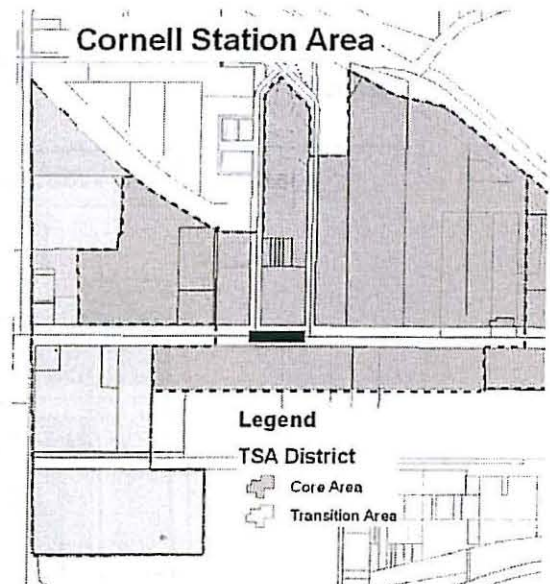 Cornell Station Area
Legend
TSA District
Core Area
Transition Area